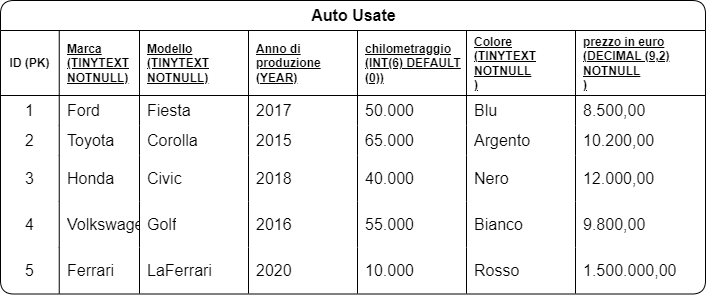 Auto Usate
ID (PK)
Marca
(TINYTEXT
NOTNULL)
Modello
(TINYTEXT
NOTNULL)
Anno di
produzione
(YEAR)
chilometraggio
(INT(6) DEFAULT
(0))
Colore
(TINYTEXT
NOTNULL
)
prezzo in euro
(DECIMAL (9,2)
NOTNULL
)
1 Ford Fiesta 2017 50.000 Blu 8.500,00
2 Toyota Corolla 2015 65.000 Argento 10.200,00
3 Honda Civic 2018 40.000 Nero 12.000,00
4 Volkswage Golf 2016 55.000 Bianco 9.800,00
5 Ferrari LaFerrari 2020 10.000 Rosso 1.500.000,00